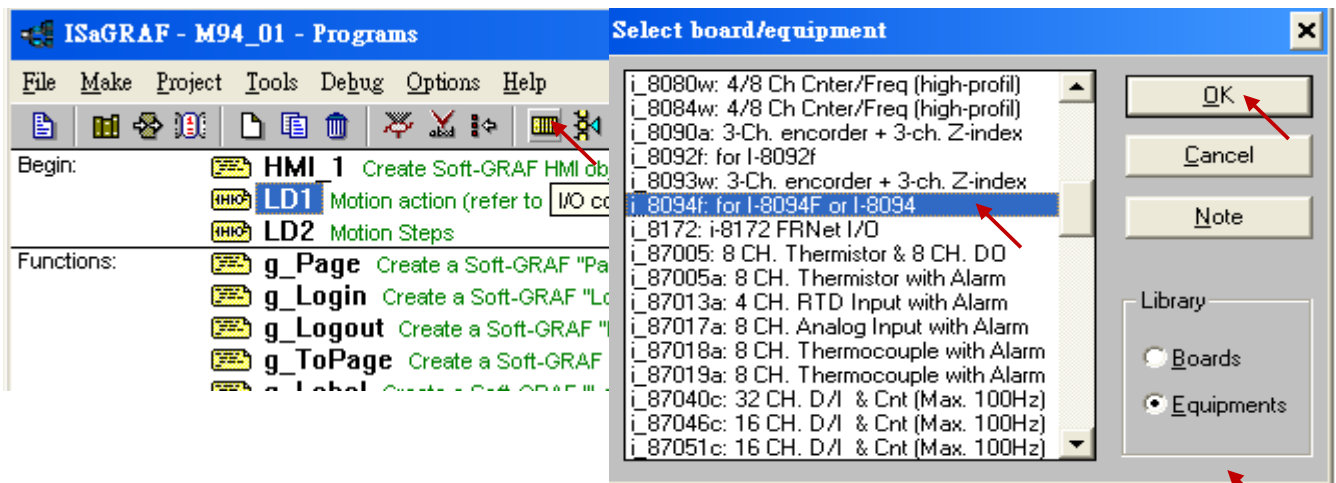 ISaGRAF - M94_01 - Programs
File Make Project Tools Debug Options Help
Begin:
HMI_1 Create Soft-GRAF HMI
LD1 Motion action (refer to I/O
LD2 Motion Steps
Functions:
g_Page Create a Soft-GRAF "Pa
g_Login Create a Soft-GRAF "Lo
g_Logout Create a Soft-GRAF "
g_ToPage Create a Soft-GRAF
g_Label Create a Soft-GRAF
Select board/equipment
i_8080w: 4/8 Ch Cnter/Freq (high-profil)
i_8084w: 4/8 Ch Cnter/Freq (high-profil)
i_8090a: 3-Ch. encorder + 3-ch. Z-index
i_8092f: for I-8092f
i_8093w: 3-Ch. encorder + 3-ch. Z-index
i_8094f: for I-8094F or I-8094
i_8172: i-8172 FRNet I/O
i_87005: 8 CH. Thermistor & 8 CH. DO
i_87005a: 8 CH. Thermistor with Alarm
i_87013a: 4 CH. RTD Input with Alarm
i_87017a: 8 CH. Analog Input with Alarm
i_87018a: 8 CH. Thermocouple with Alarm
i_87019a: 8 CH. Thermocouple with Alarm
i_87040c: 32 CH. D/I & Cnt (Max. 100Hz)
i_87046c: 16 CH. D/I & Cnt (Max. 100Hz)
i_87051c: 16 CH. D/I & Cnt (Max. 100Hz)
OK
Cancel
Note
Library
Boards
Equipments